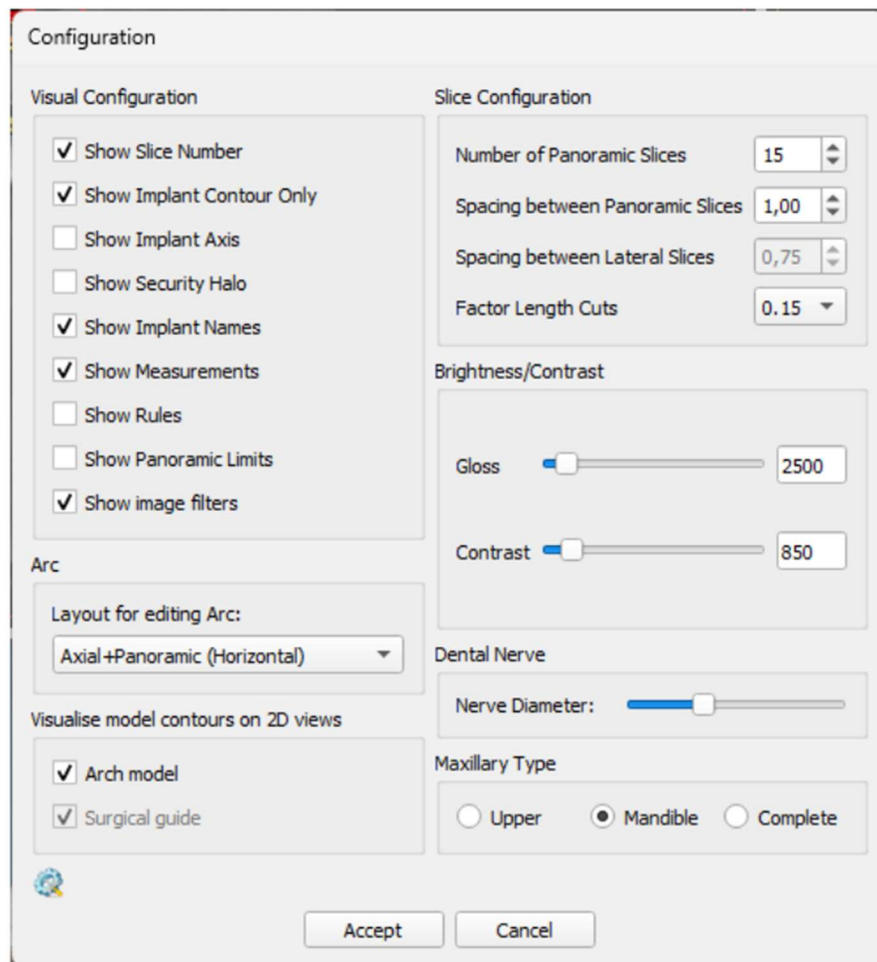 Configuration
Visual Configuration
Show Slice Number
Show Implant Contour Only
Show Implant Axis
Show Security Halo
Show Implant Names
Show Measurements
Show Rules
Show Panoramic Limits
Show image filters
Arc
Layout for editing Arc:
Axial+Panoramic (Horizontal)
Visualise model contours on 2D views
Arch model
Surgical guide
Slice Configuration
Number of Panoramic Slices 15
Spacing between Panoramic Slices 1,00
Spacing between Lateral Slices 0,75
Factor Length Cuts 0.15
Brightness/Contrast
Gloss 2500
Contrast 850
Dental Nerve
Nerve Diameter:
Maxillary Type
Upper Mandible Complete
Accept Cancel